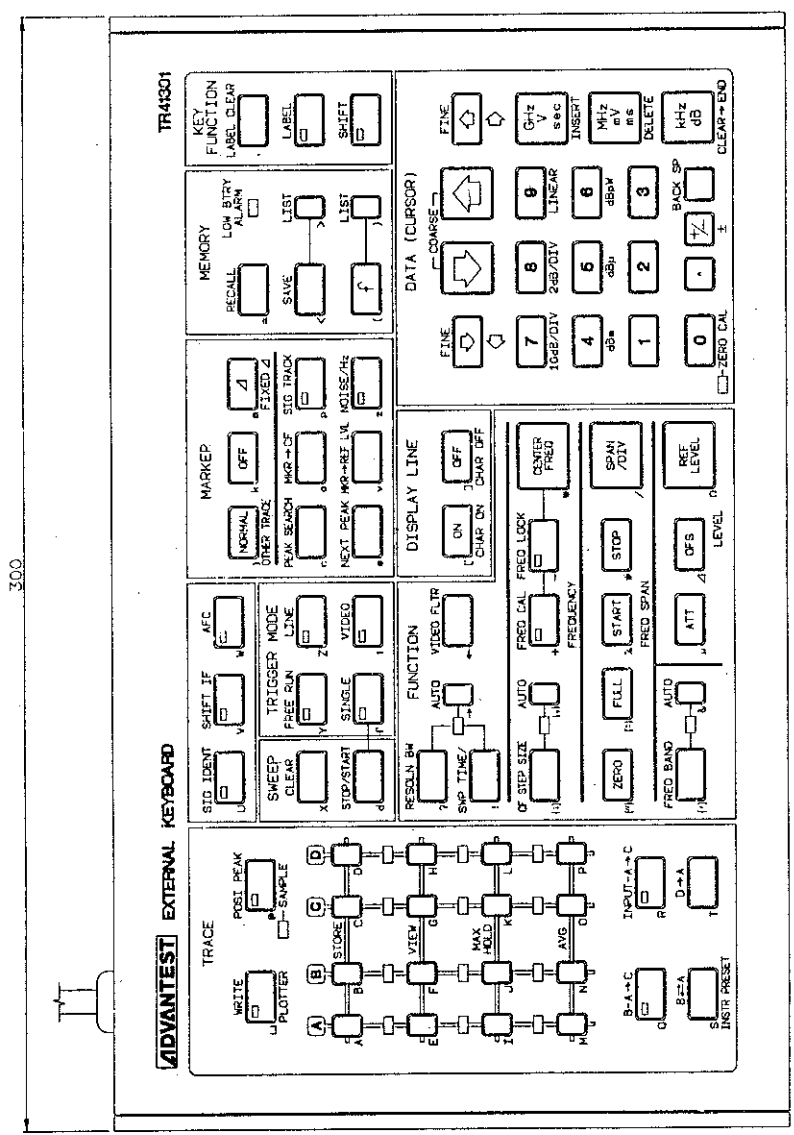 300
ADVANTEST EXTERNAL KEYBOARD
TR41301
TRACE
WRITE
POSI PEAK
PLOTTER
SAMPLE
A B C D
STORE
A B C D
VIEW
E F G H
MAX
HOLD
I J K L
AVG
M N O P
B-A→C
INPUT-A→C
Q R
B⇄A
D→A
S T
INSTR PRESET
SIG IDENT
SHIFT IF
AFC
U V W
SWEEP
CLEAR
X
STOP/START
d
TRIGGER MODE
FREE RUN
LINE
Y Z
SINGLE
VIDEO
MARKER
NORMAL
OFF
⊿
OTHER TRACE
FIXED ⊿
PEAK SEARCH
MKR→CF
SIG TRACK
NEXT PEAK
MKR→REF LVL
NOISE/Hz
MEMORY
RECALL
LOW BTRY
ALARM
=
SAVE
LIST
< >
f
LIST
( )
KEY
FUNCTION
LABEL CLEAR
LABEL
SHIFT
FUNCTION
RESOLN BW
AUTO
VIDEO FLTR
?
SWP TIME/
!
CF STEP SIZE
AUTO
FREQ CAL
FREQ LOCK
CENTER
FREQ
+ -
FREQUENCY
ZERO
FULL
START
STOP
SPAN
/DIV
FREQ SPAN
/
FREQ BAND
AUTO
ATT
OFS
REF
LEVEL
&
μ ⊿ Ω
LEVEL
DISPLAY LINE
ON
OFF
[ ]
CHAR ON
CHAR OFF
DATA (CURSOR)
FINE
COARSE
FINE
7 8 9
GHz
V
sec
10dB/DIV
2dB/DIV
LINEAR
INSERT
4 5 6
MHz
mV
ms
dBm
dBμ
dBpW
DELETE
1 2 3
kHz
dB
CLEAR→END
0 .
+/-
BACK SP
±
ZERO CAL